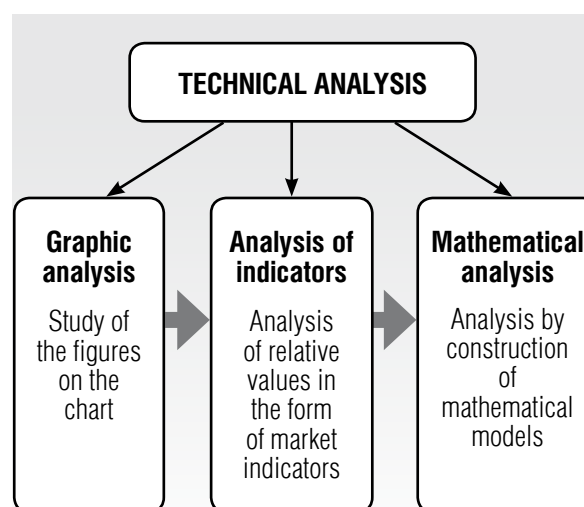 TECHNICAL ANALYSIS
Graphic
analysis
Study of
the figures
on the
chart
Analysis of
indicators
Analysis
of relative
values in
the form
of market
indicators
Mathematical
analysis
Analysis by
construction
of
mathematical
models